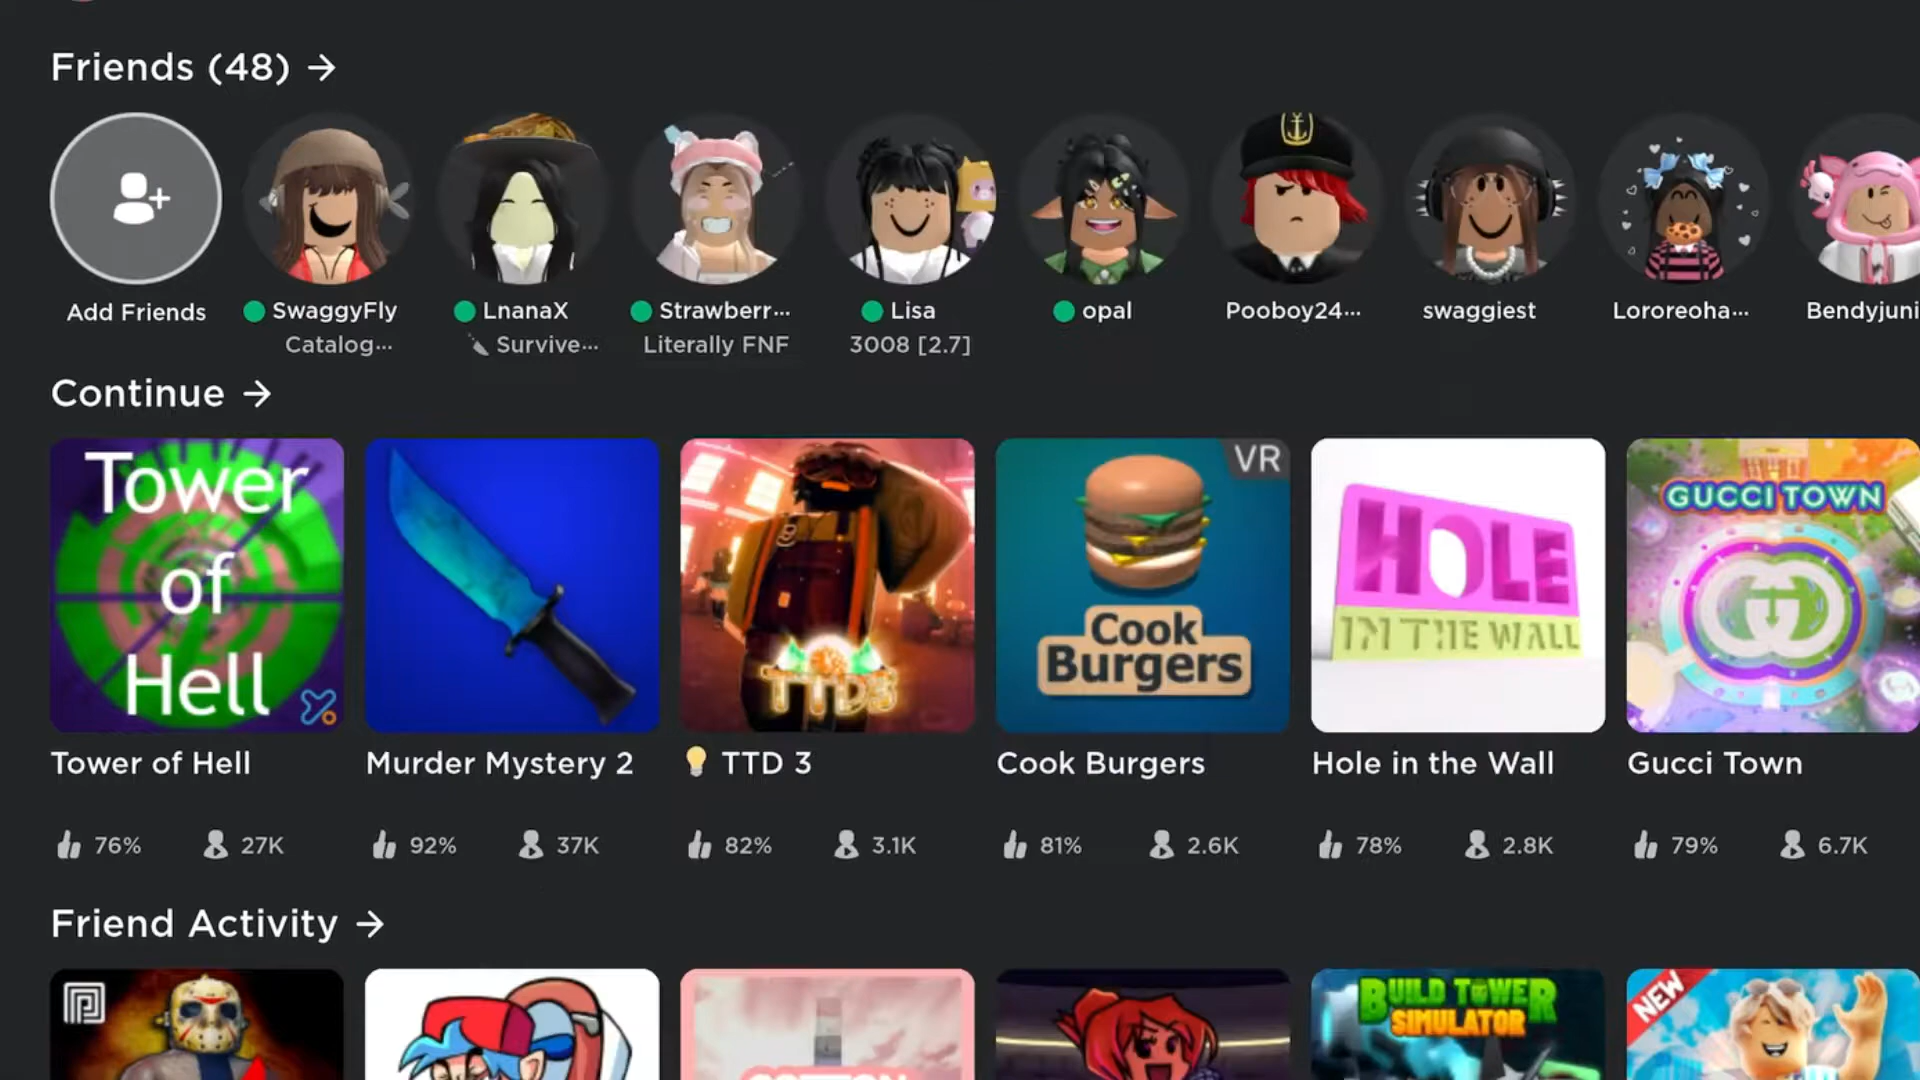 Friends (48) →
Add Friends
SwaggyFly
LnanaX
Strawberr...
Lisa
opal
Pooboy24...
swaggiest
Lororeoha...
Bendyjuni
Catalog...
Survive...
Literally FNF
3008 [2.7]
Continue →
Tower
of
Hell
TTD3
VR
Cook
Burgers
HOLE
IN THE WALL
GUCCI TOWN
Tower of Hell
Murder Mystery 2
TTD 3
Cook Burgers
Hole in the Wall
Gucci Town
76% 27K
92% 37K
82% 3.1K
81% 2.6K
78% 2.8K
79% 6.7K
Friend Activity →
BUILD TOWER
SIMULATOR
NEW